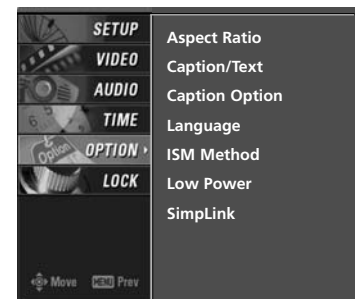 SETUP
VIDEO
AUDIO
TIME
OPTION
LOCK
Move MENU Prev
Aspect Ratio
Caption/Text
Caption Option
Language
ISM Method
Low Power
SimpLink